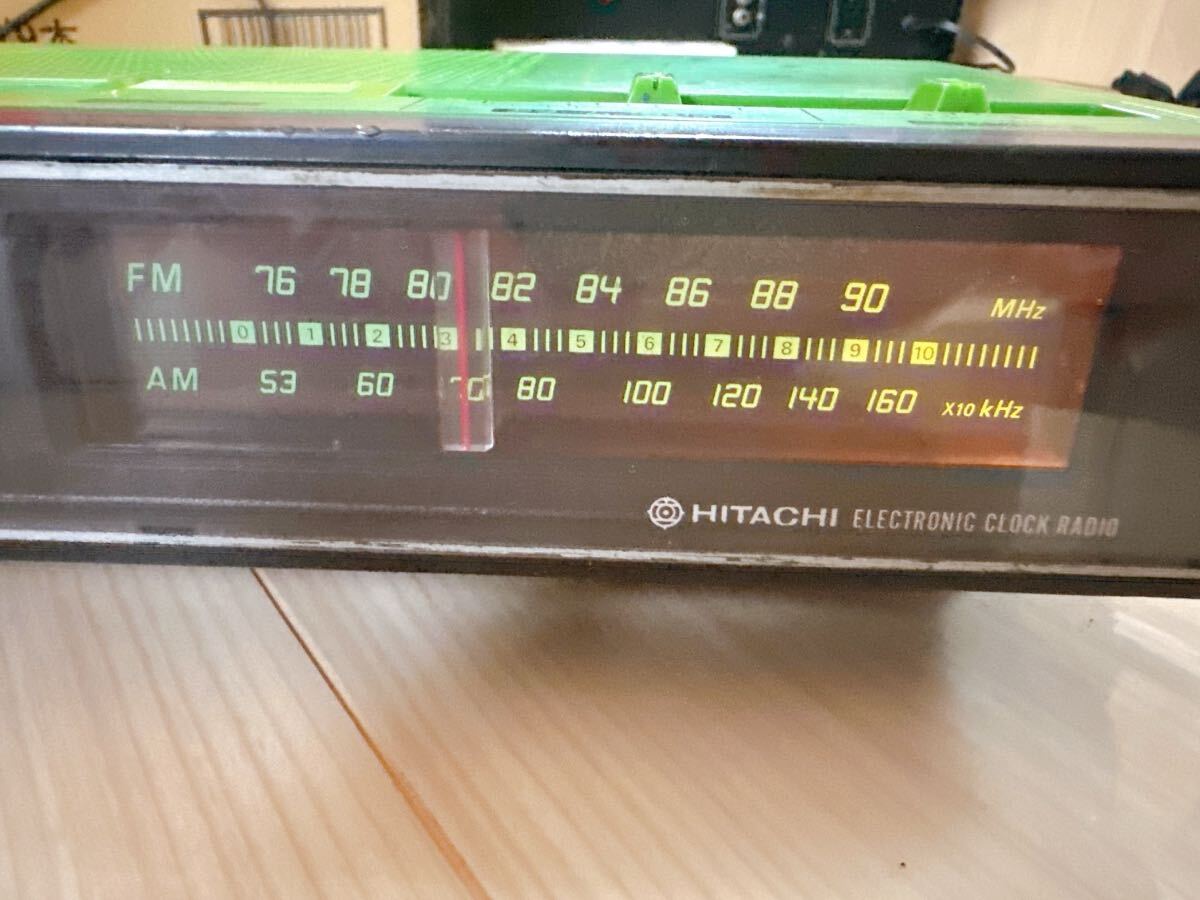 FM 76 78 80 82 84 86 88 90 MHz
0 1 2 3 4 5 6 7 8 9 10
AM 53 60 70 80 100 120 140 160 X10 kHz
HITACHI ELECTRONIC CLOCK RADIO